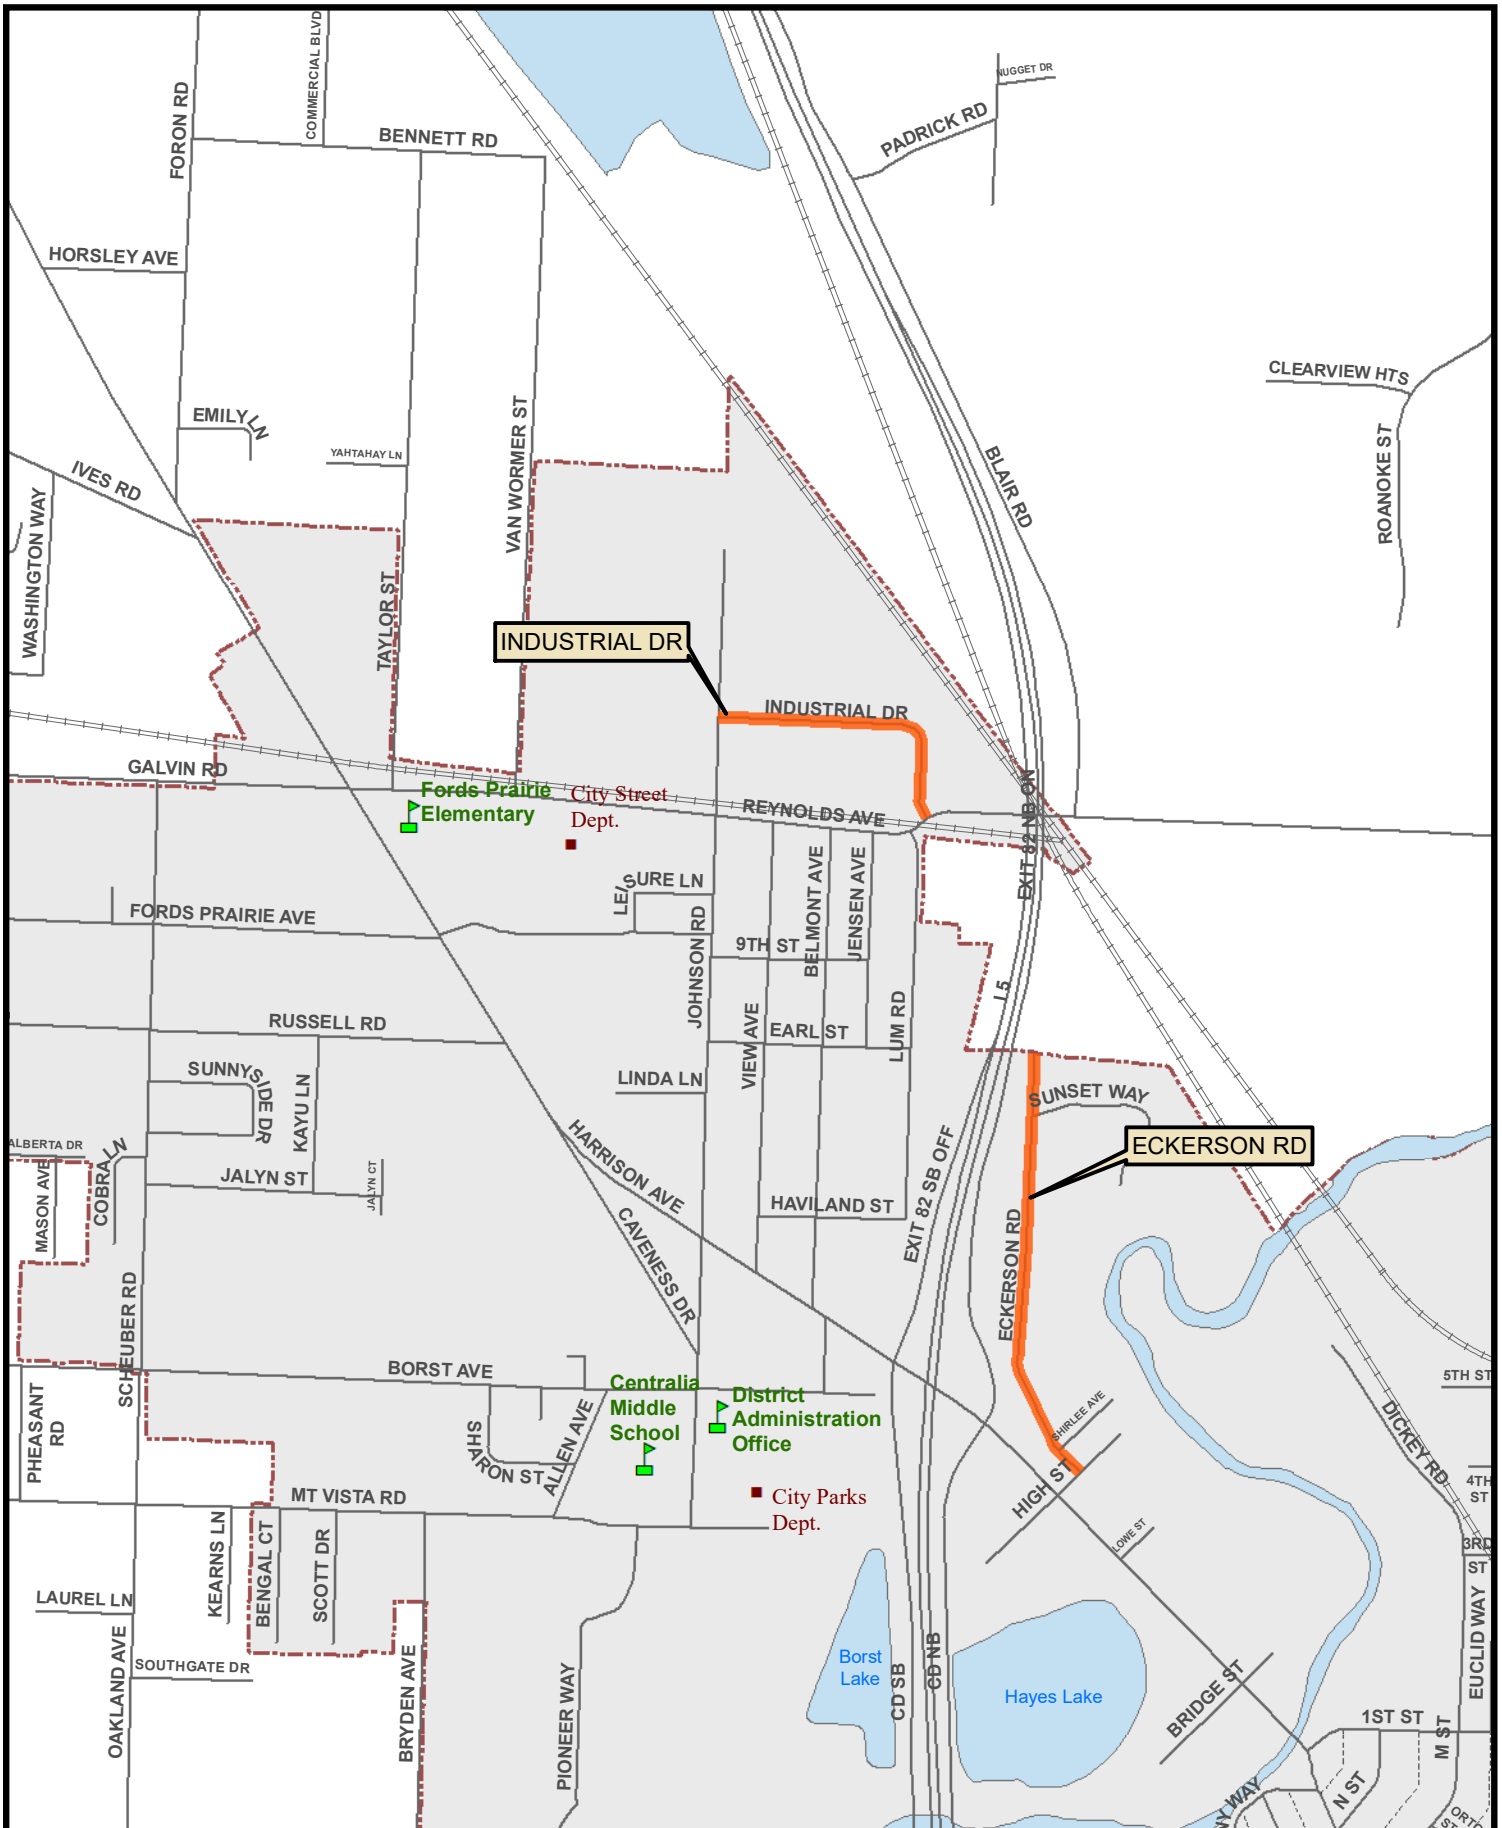 COMMERCIAL BLVD
FORON RD
BENNETT RD
NUGGET DR
PADRICK RD
HORSLEY AVE
EMILY LN
YAHTAHAY LN
VAN WORMER ST
IVES RD
WASHINGTON WAY
BLAIR RD
CLEARVIEW HTS
ROANOKE ST
TAYLOR ST
INDUSTRIAL DR
INDUSTRIAL DR
GALVIN RD
Fords Prairie
Elementary
City Street
Dept.
REYNOLDS AVE
EXIT 82 NB ON
LEISURE LN
FORDS PRAIRIE AVE
JOHNSON RD
9TH ST
BELMONT AVE
JENSEN AVE
I 5
RUSSELL RD
VIEW AVE
EARL ST
LUM RD
SUNNYSIDE DR
KAYU LN
LINDA LN
SUNSET WAY
ECKERSON RD
ALBERTA DR
MASON AVE
COBRA LN
JALYN ST
JALYN CT
HARRISON AVE
CAVENESS DR
HAVILAND ST
EXIT 82 SB OFF
ECKERSON RD
SCHEUBER RD
BORST AVE
Centralia
Middle
School
District
Administration
Office
SHIRLEE AVE
HIGH ST
5TH ST
DICKEY RD
PHEASANT
RD
SHARON ST
ALLEN AVE
MT VISTA RD
City Parks
Dept.
LOWE ST
4TH
ST
3RD
ST
KEARNS LN
BENGAL CT
SCOTT DR
LAUREL LN
OAKLAND AVE
SOUTHGATE DR
BRYDEN AVE
PIONEER WAY
Borst
Lake
CD SB
CD NB
Hayes Lake
BRIDGE ST
EUCLID WAY
1ST ST
M ST
N ST
NY WAY
ORTO
ST